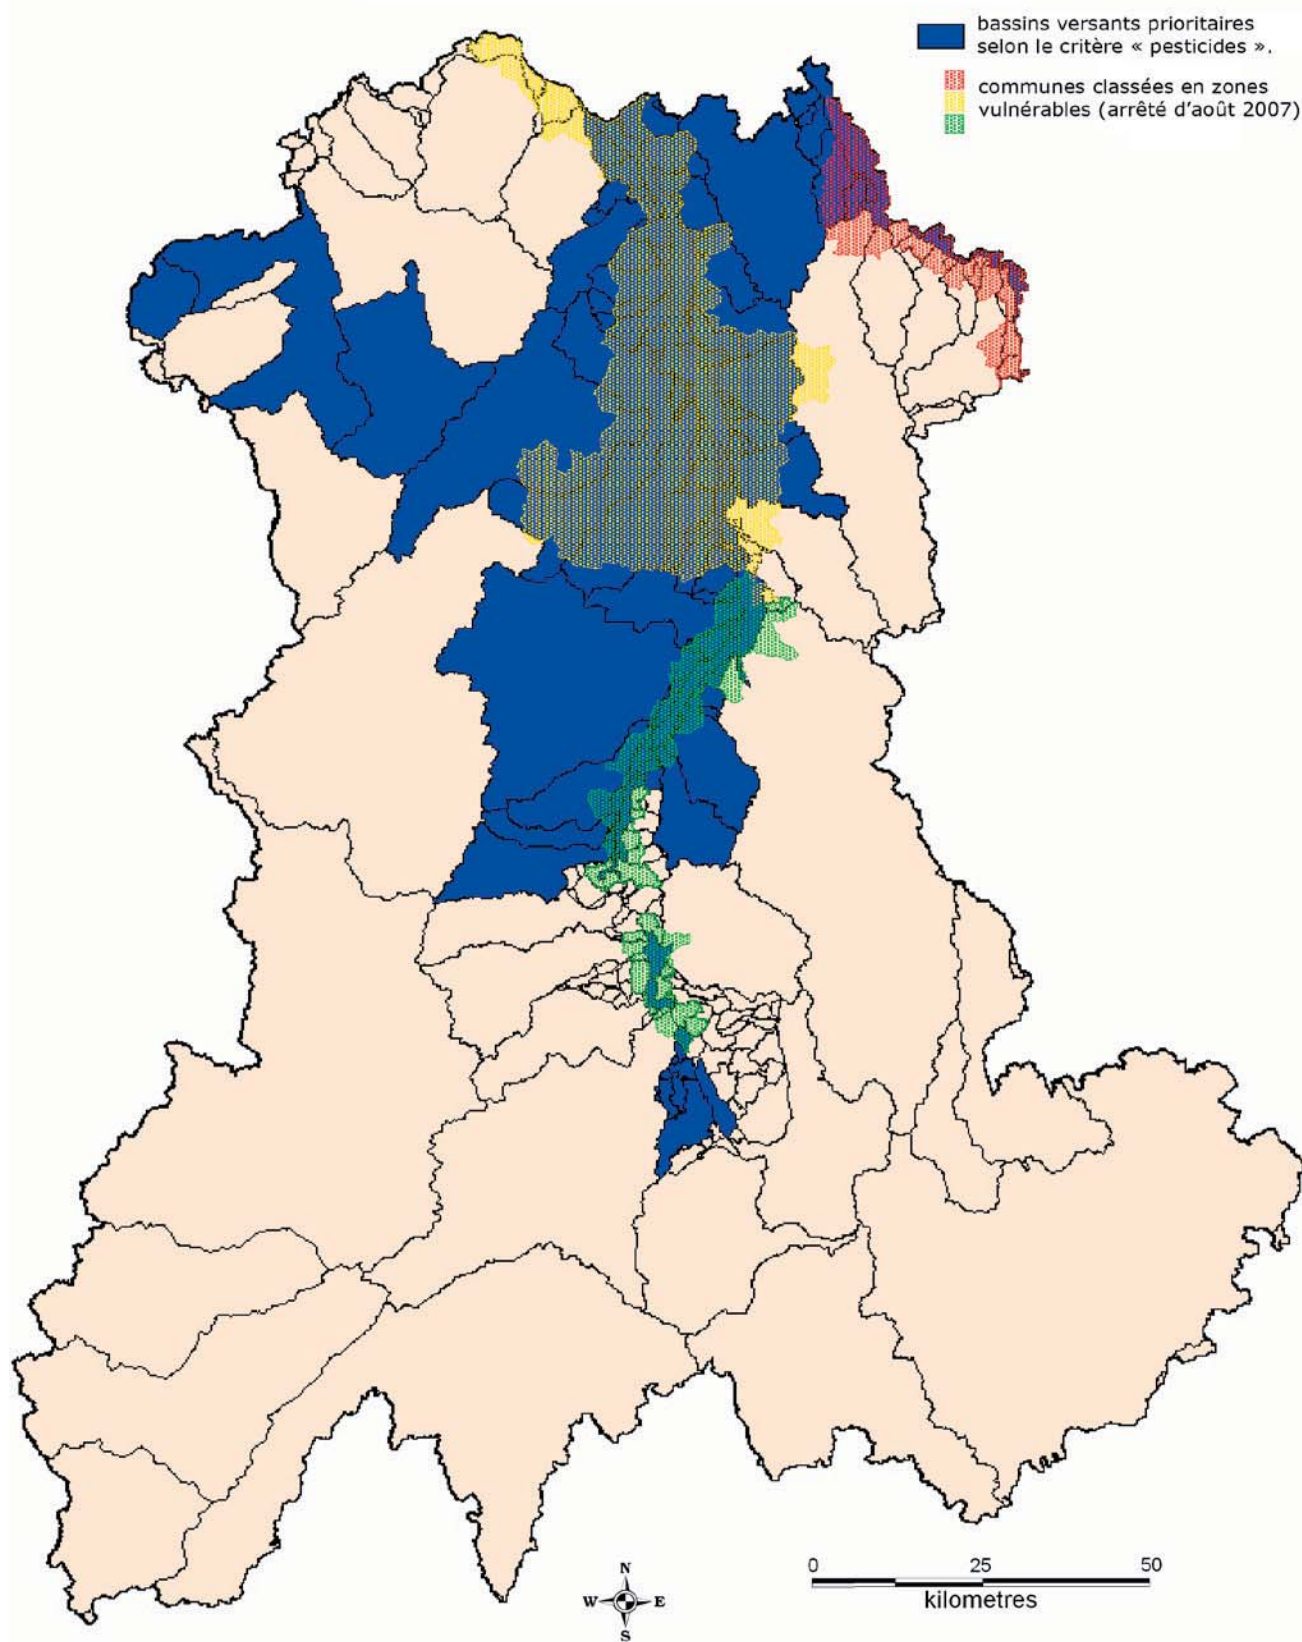 bassins versants prioritaires
selon le critère « pesticides ».
communes classées en zones
vulnérables (arrêté d'août 2007)
N
W E
S
0 25 50
kilometres